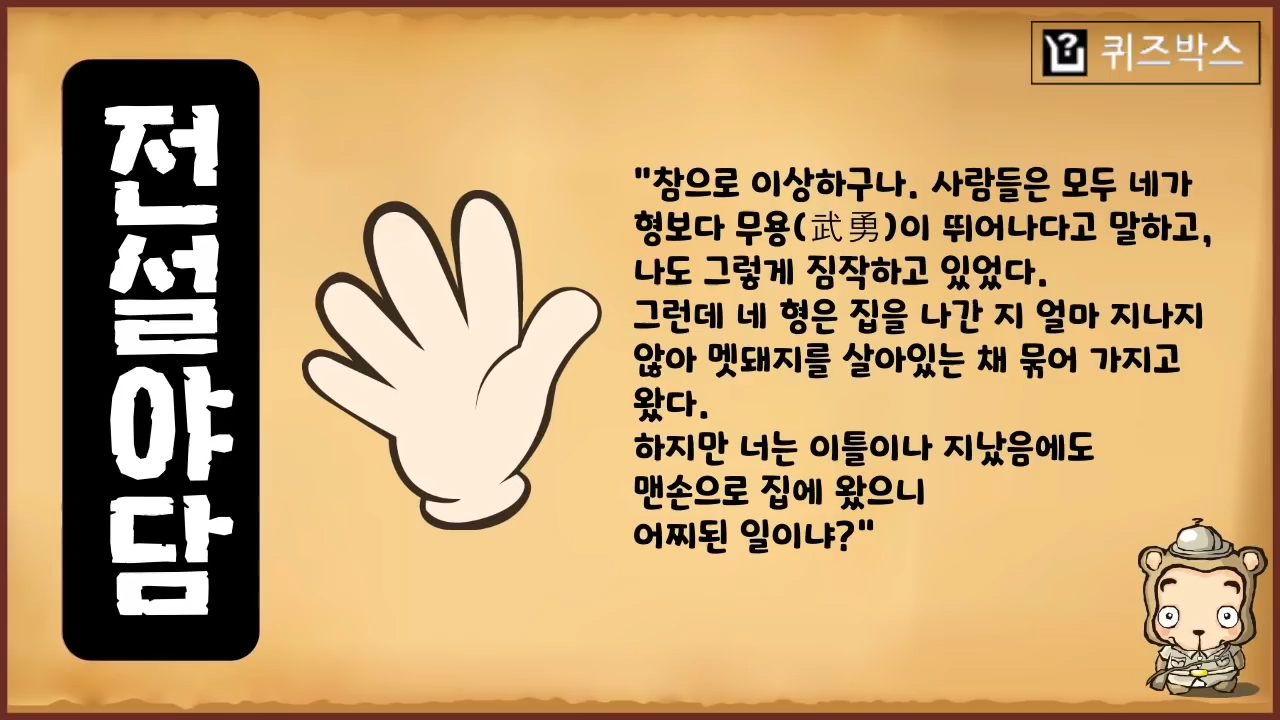 전설야담
퀴즈박스
"참으로 이상하구나. 사람들은 모두 네가
형보다 무용(武勇)이 뛰어나다고 말하고,
나도 그렇게 짐작하고 있었다.
그런데 네 형은 집을 나간 지 얼마 지나지
않아 멧돼지를 살아있는 채 묶어 가지고
왔다.
하지만 너는 이틀이나 지났음에도
맨손으로 집에 왔으니
어찌된 일이냐?"